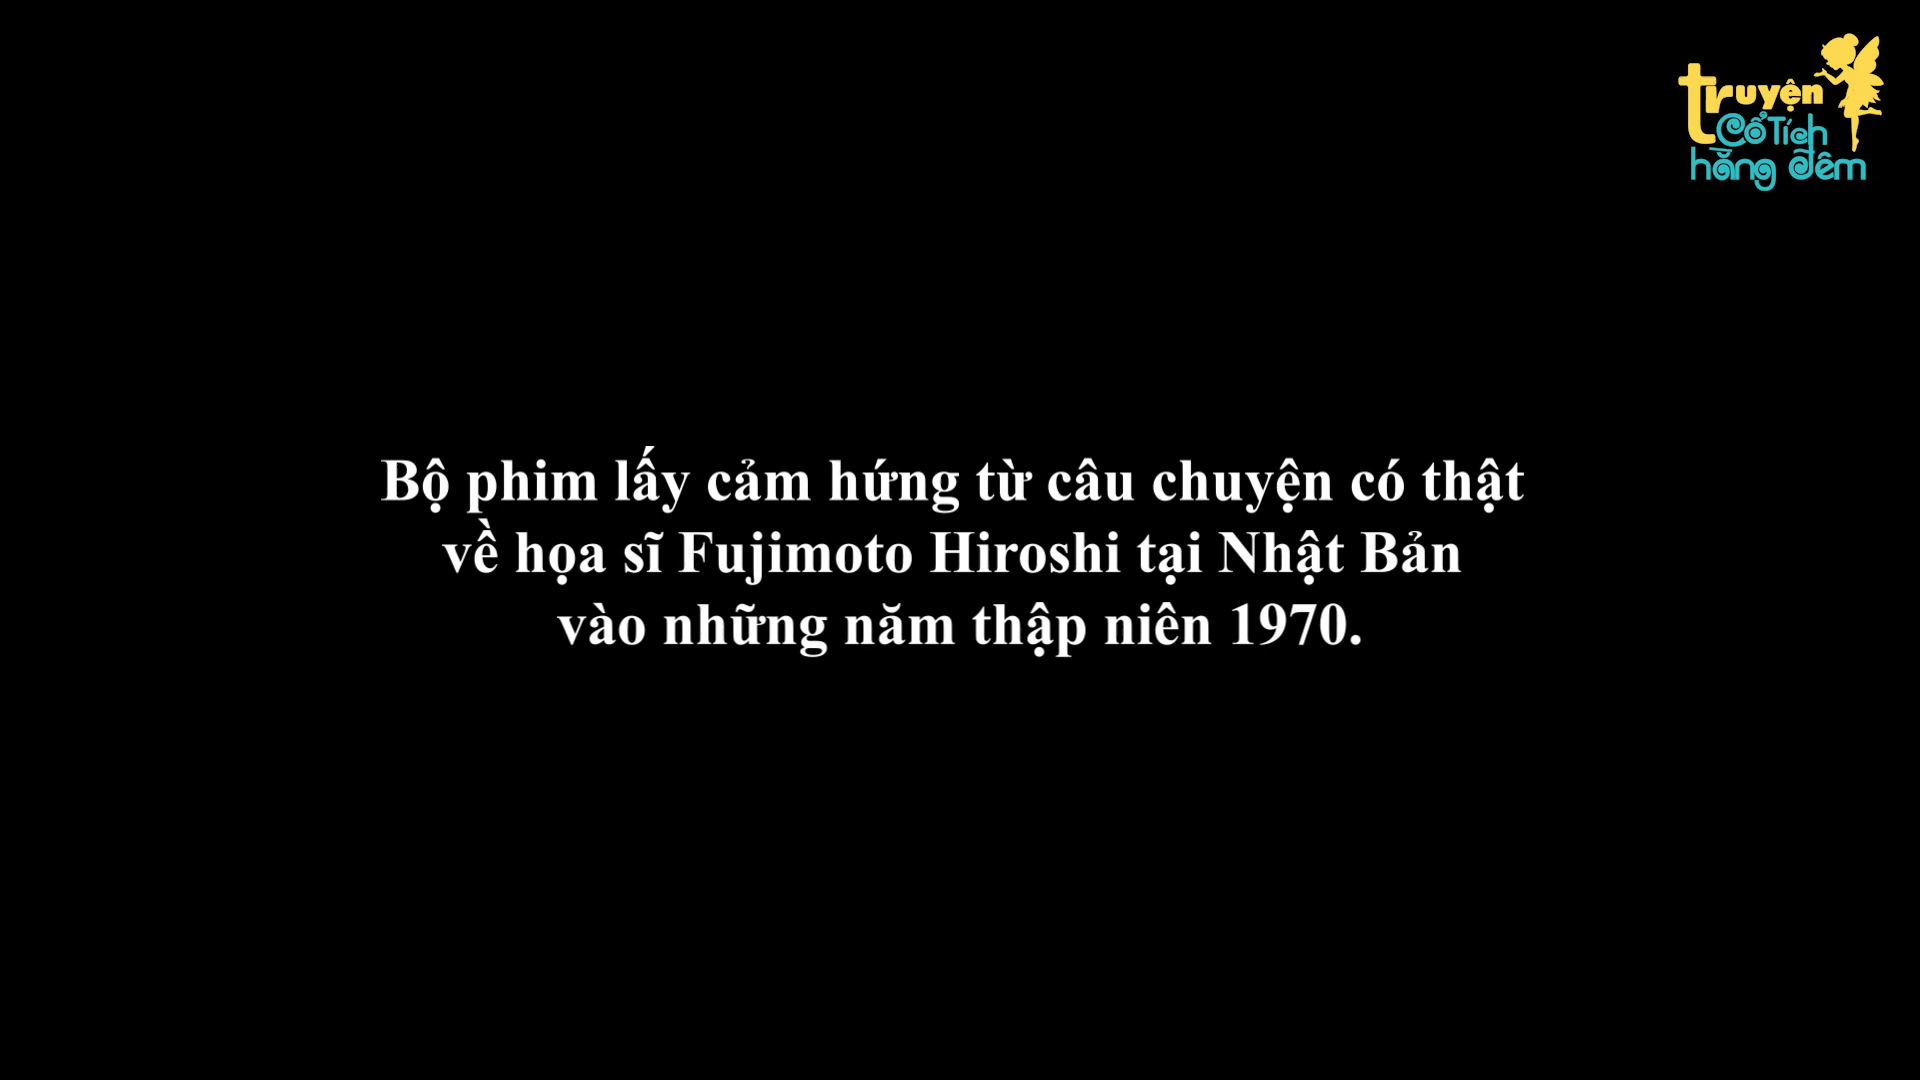 truyện
Cổ Tích
hằng đêm
Bộ phim lấy cảm hứng từ câu chuyện có thật
về họa sĩ Fujimoto Hiroshi tại Nhật Bản
vào những năm thập niên 1970.